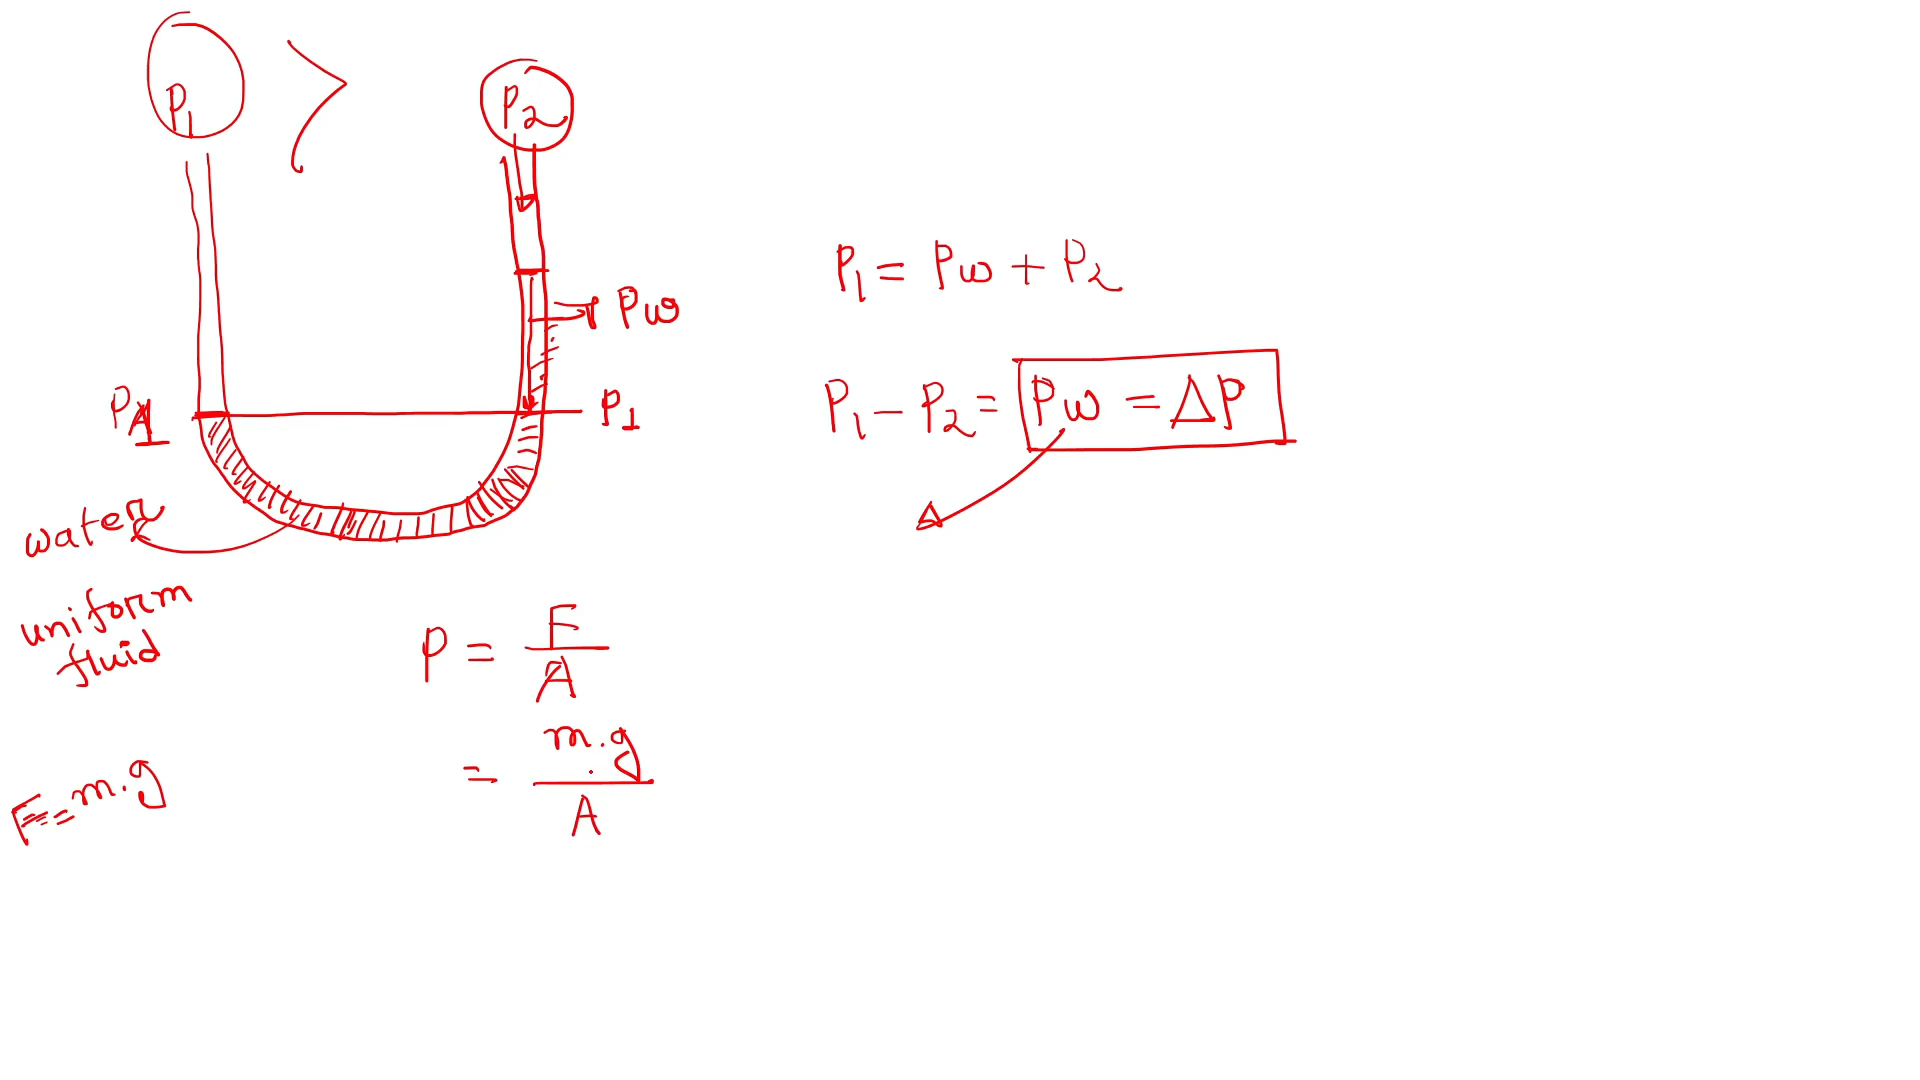 P₁ > P₂
P₁ = Pw + P₂
Pw
P₁ - P₂ = Pw = ΔP
P₁
P₁
water
uniform
fluid
P = F/A
= m.g/A
F = m.g